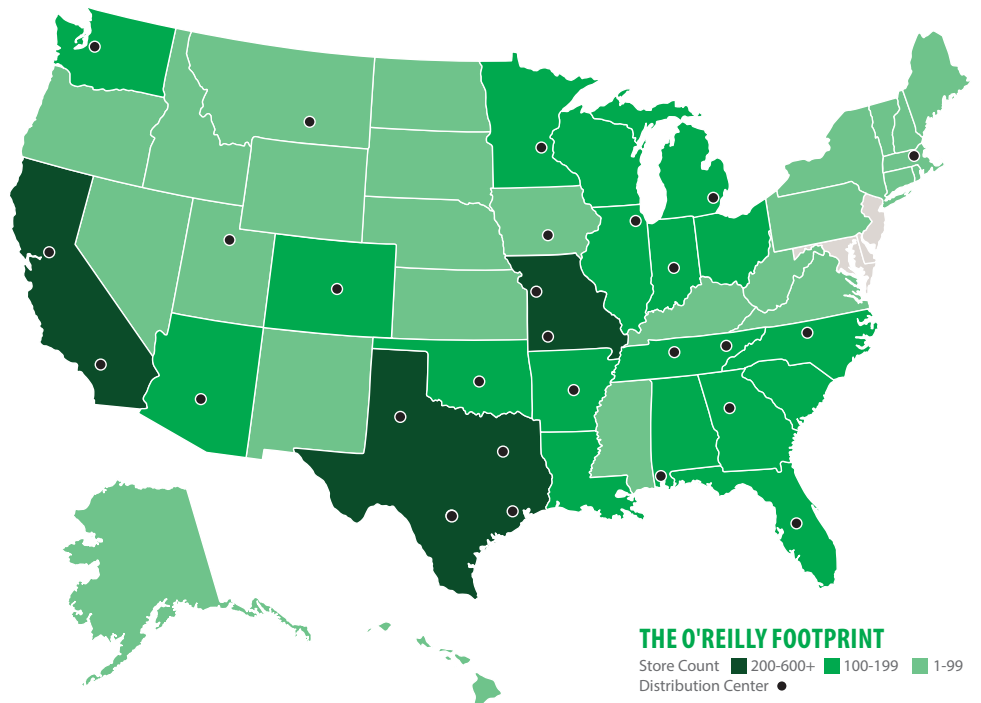 THE O'REILLY FOOTPRINT
Store Count 200-600+ 100-199 1-99
Distribution Center